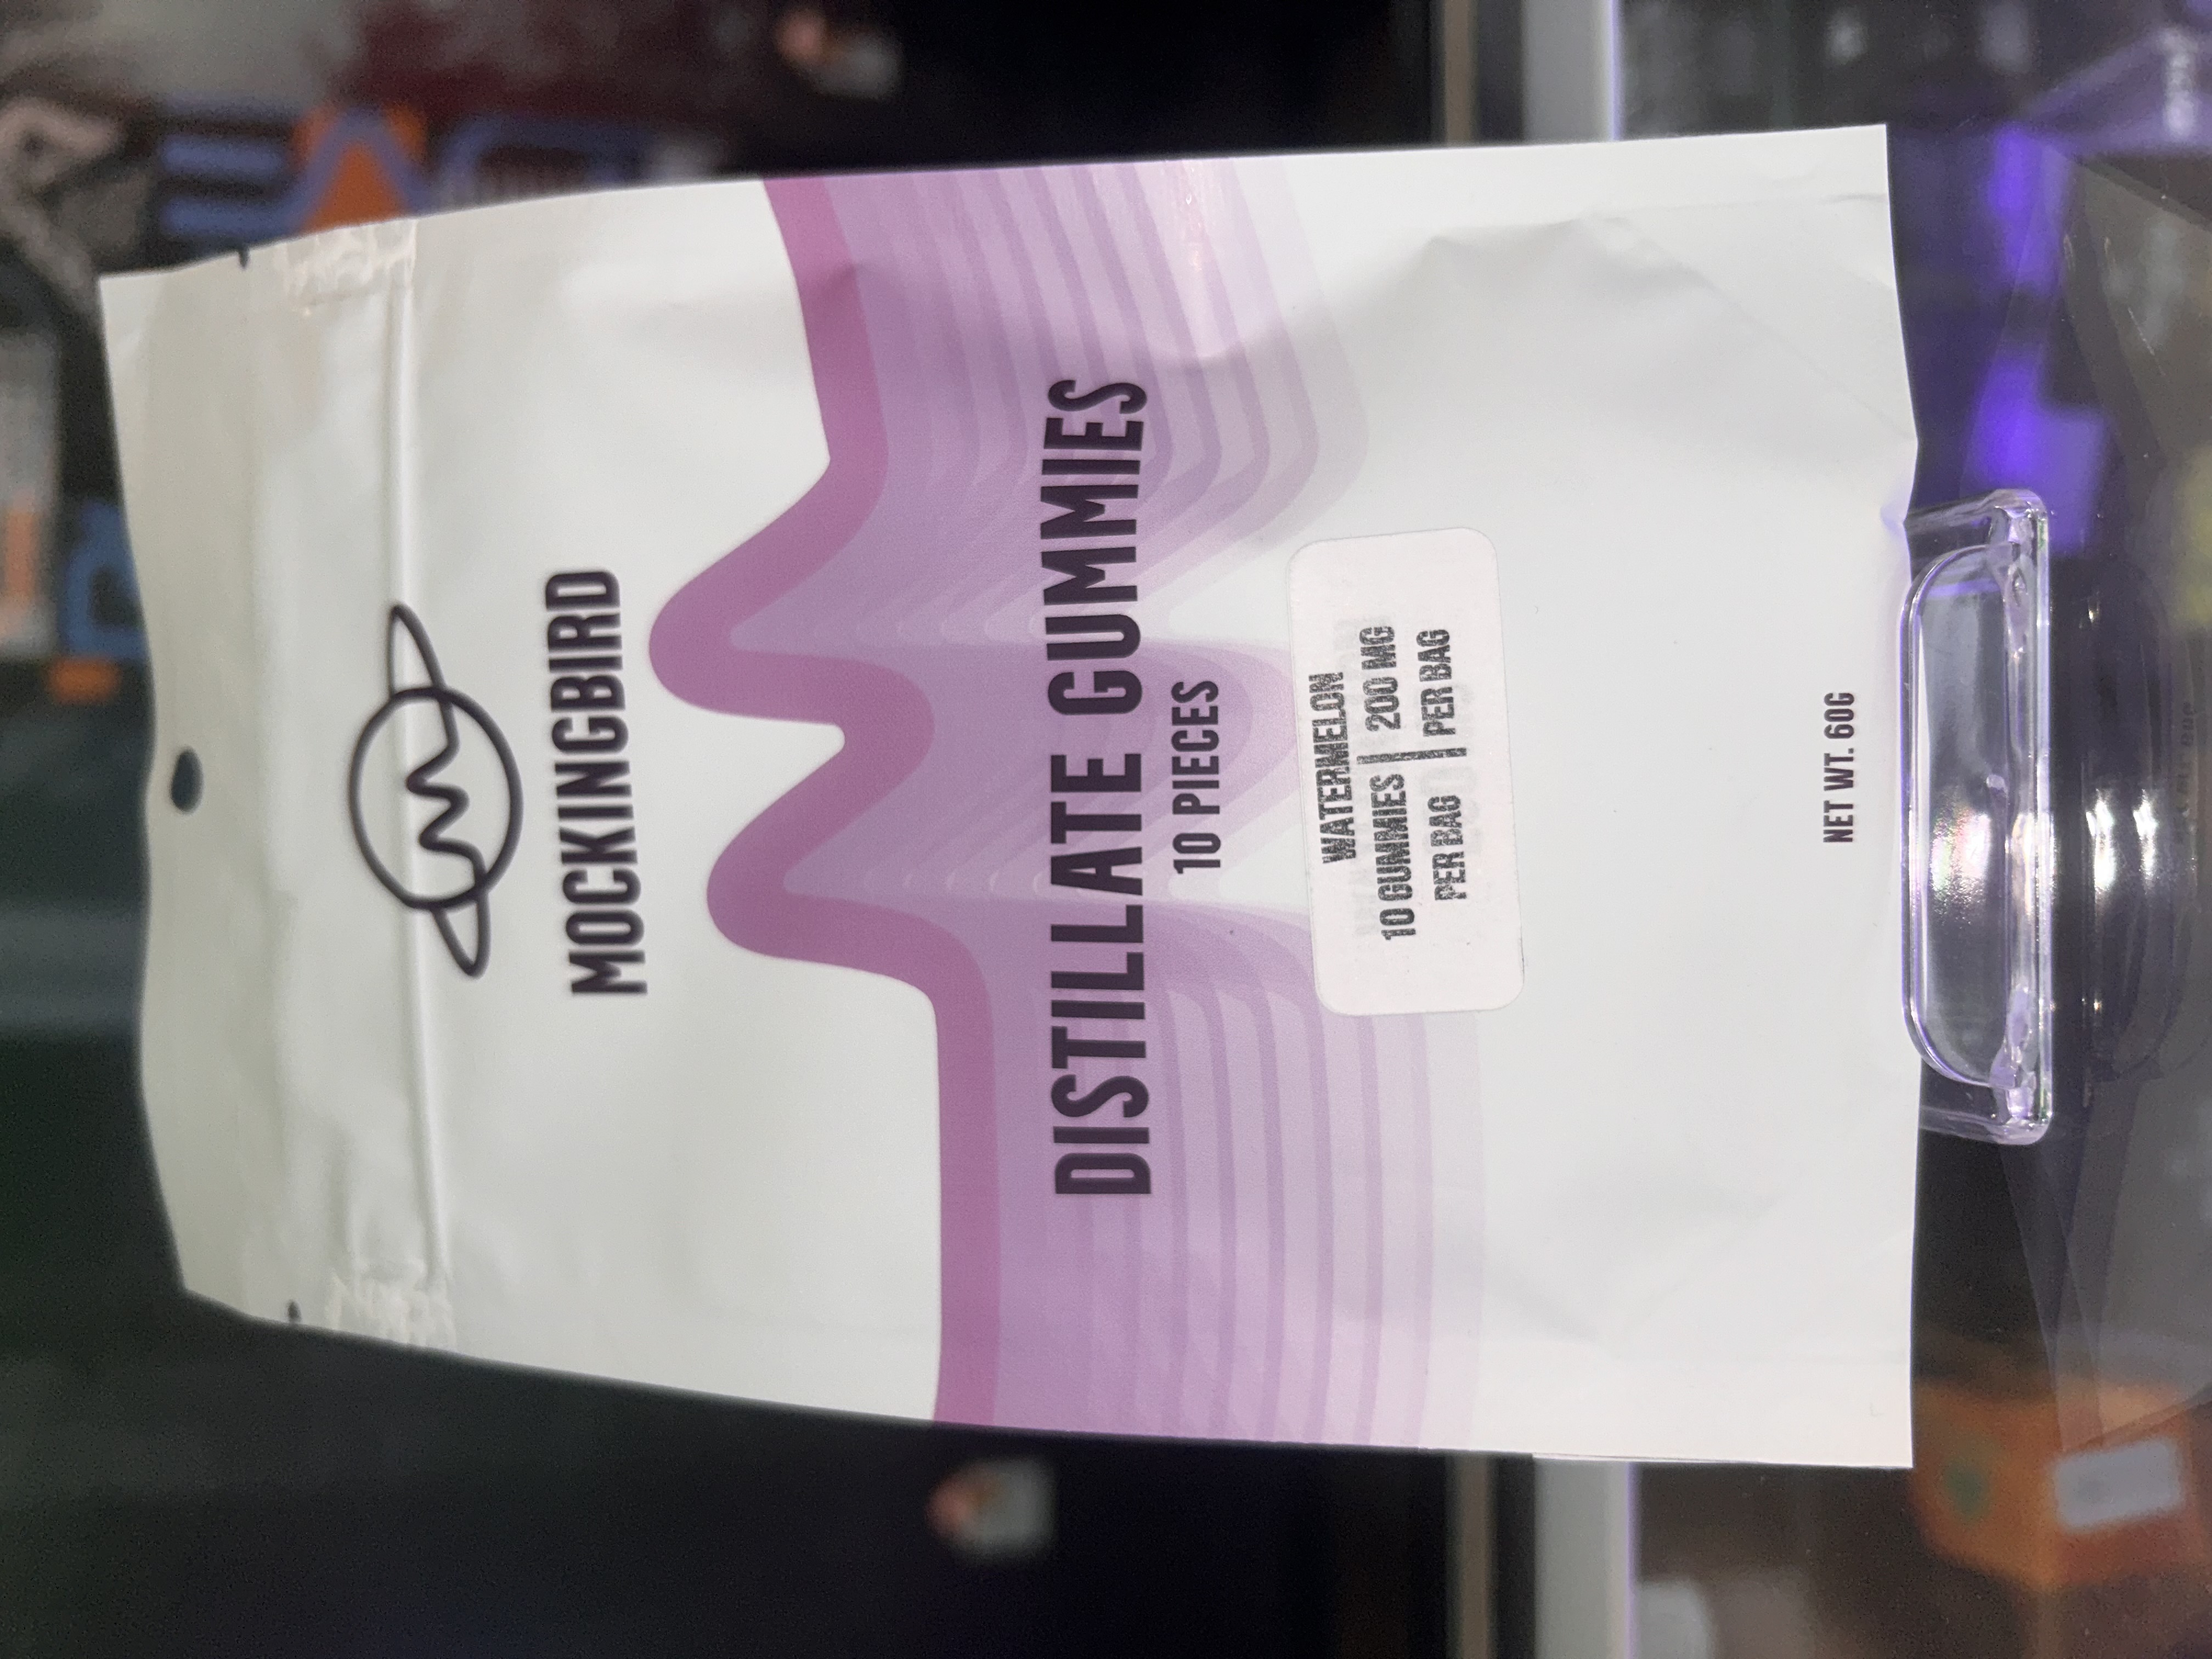 MOCKINGBIRD
DISTILLATE GUMMIES
10 PIECES
WATERMELON
10 GUMMIES | 200 MG
PER BAG | PER BAG
NET WT. 60G